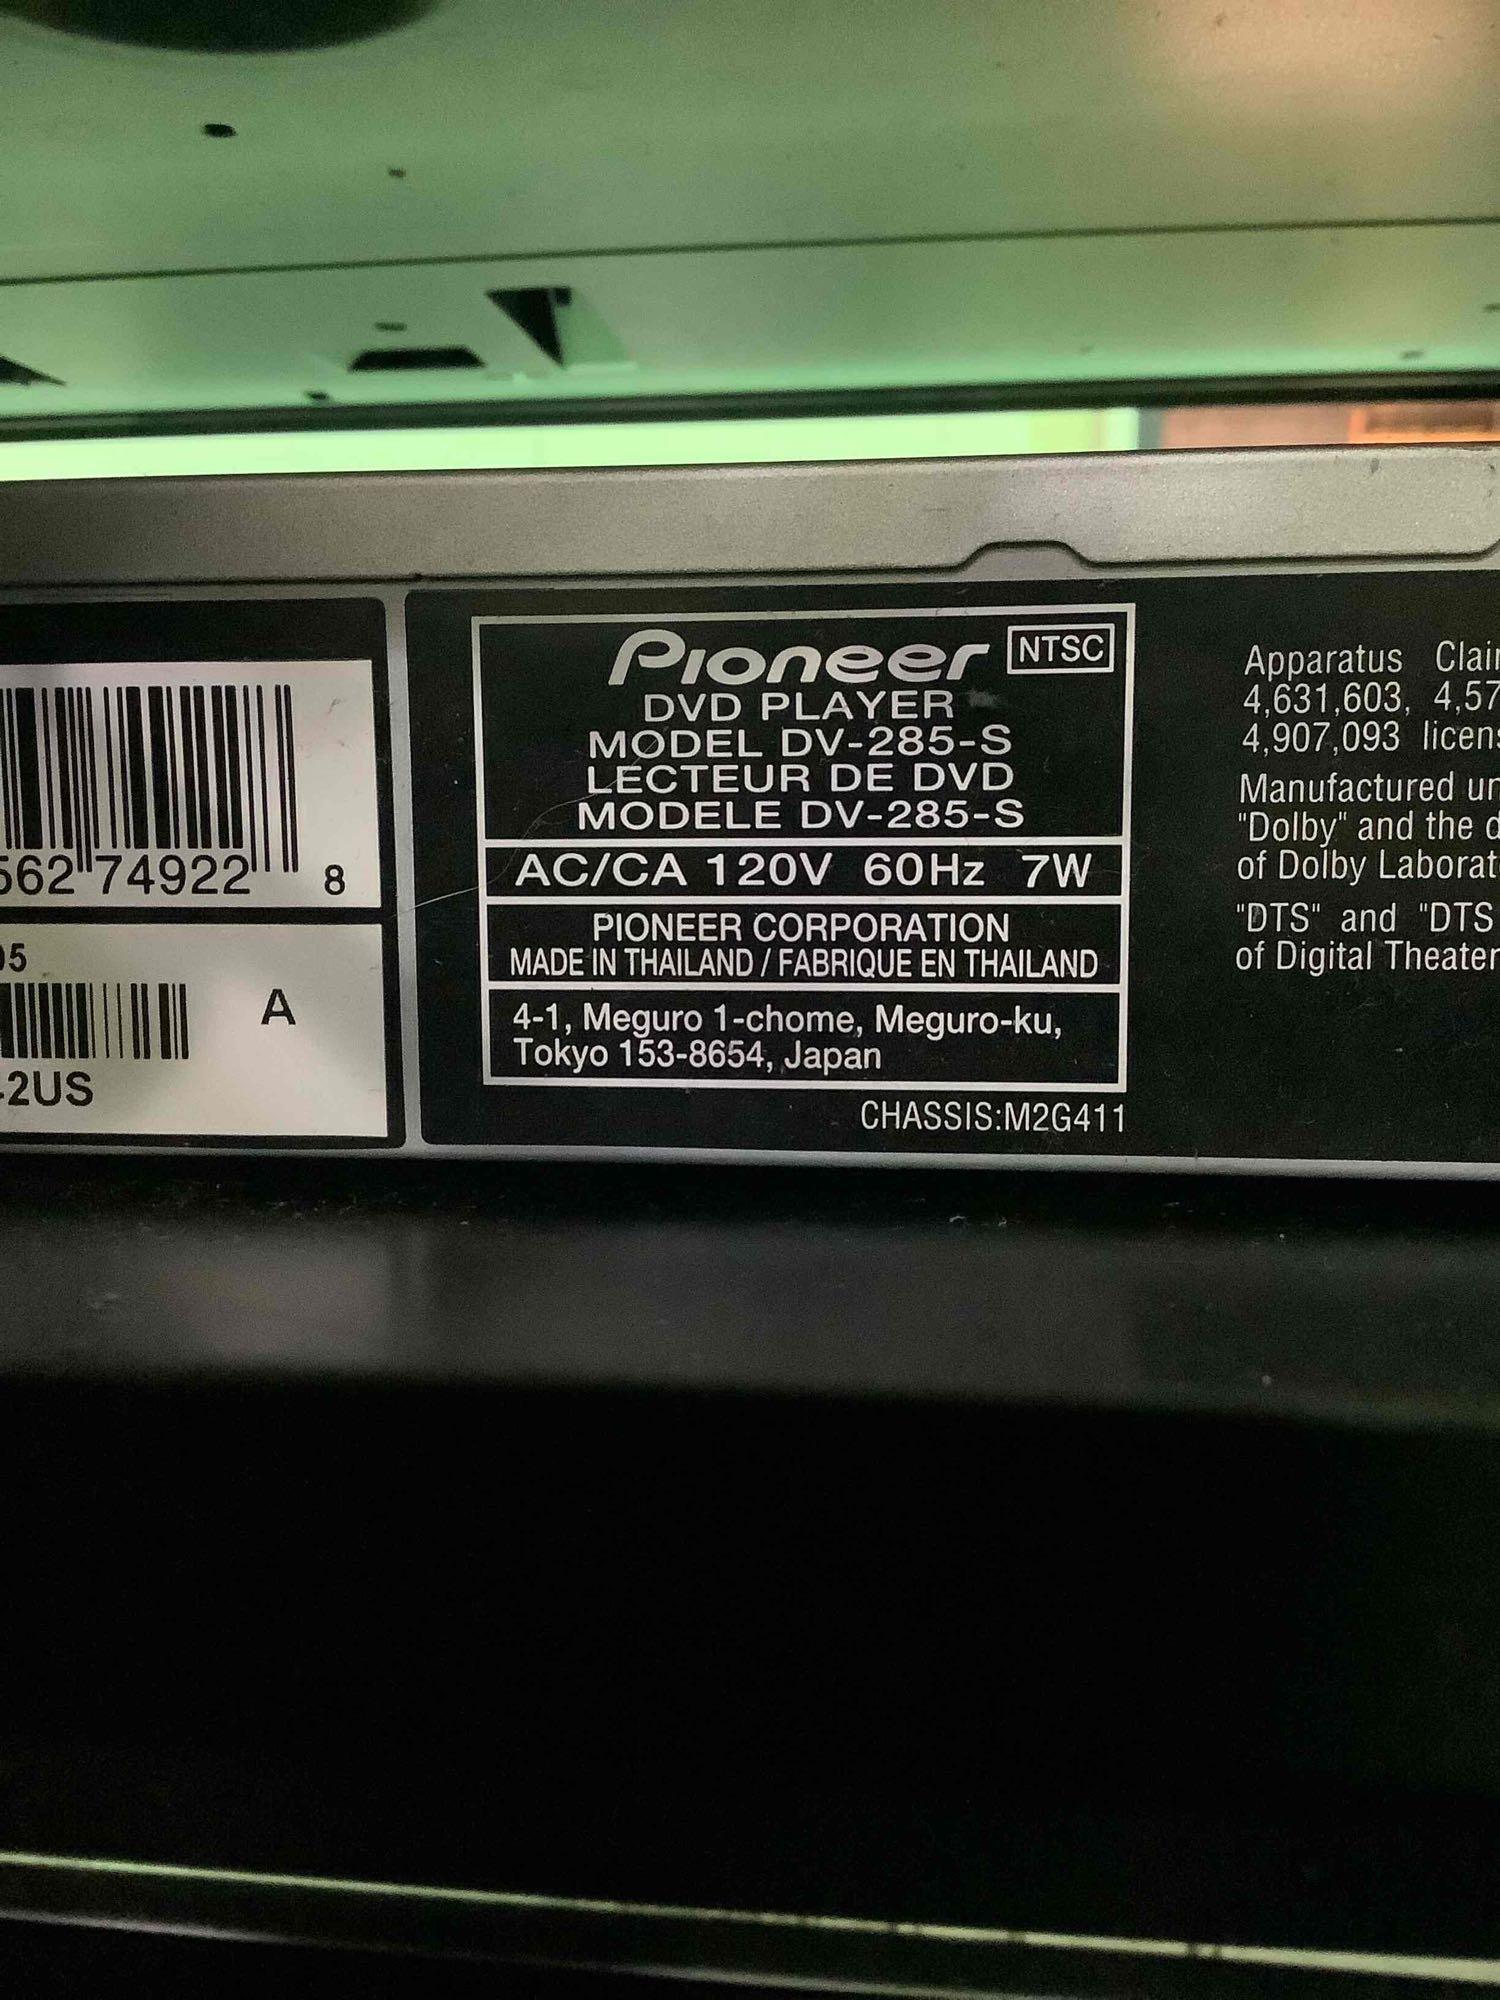 74922
8
A
-2US
Pioneer NTSC
DVD PLAYER
MODEL DV-285-S
LECTEUR DE DVD
MODELE DV-285-S
AC/CA 120V 60Hz 7W
PIONEER CORPORATION
MADE IN THAILAND / FABRIQUE EN THAILAND
4-1, Meguro 1-chome, Meguro-ku,
Tokyo 153-8654, Japan
CHASSIS:M2G411
Apparatus
4,631,603,
4,907,093
Manufactured
"Dolby" and the
of Dolby
"DTS" and "DTS
of Digital